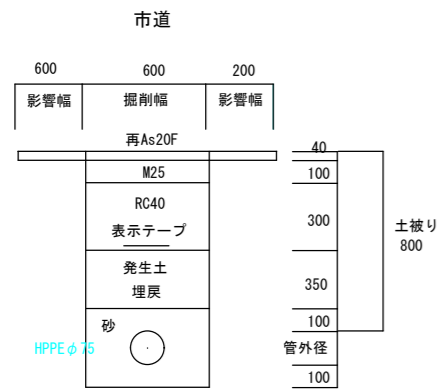 市道
600
600
200
影響幅
掘削幅
影響幅
再As20F
40
M25
100
RC40
表示テープ
300
土被り
800
発生土
埋戻
350
砂
100
HPPEφ75
管外径
100